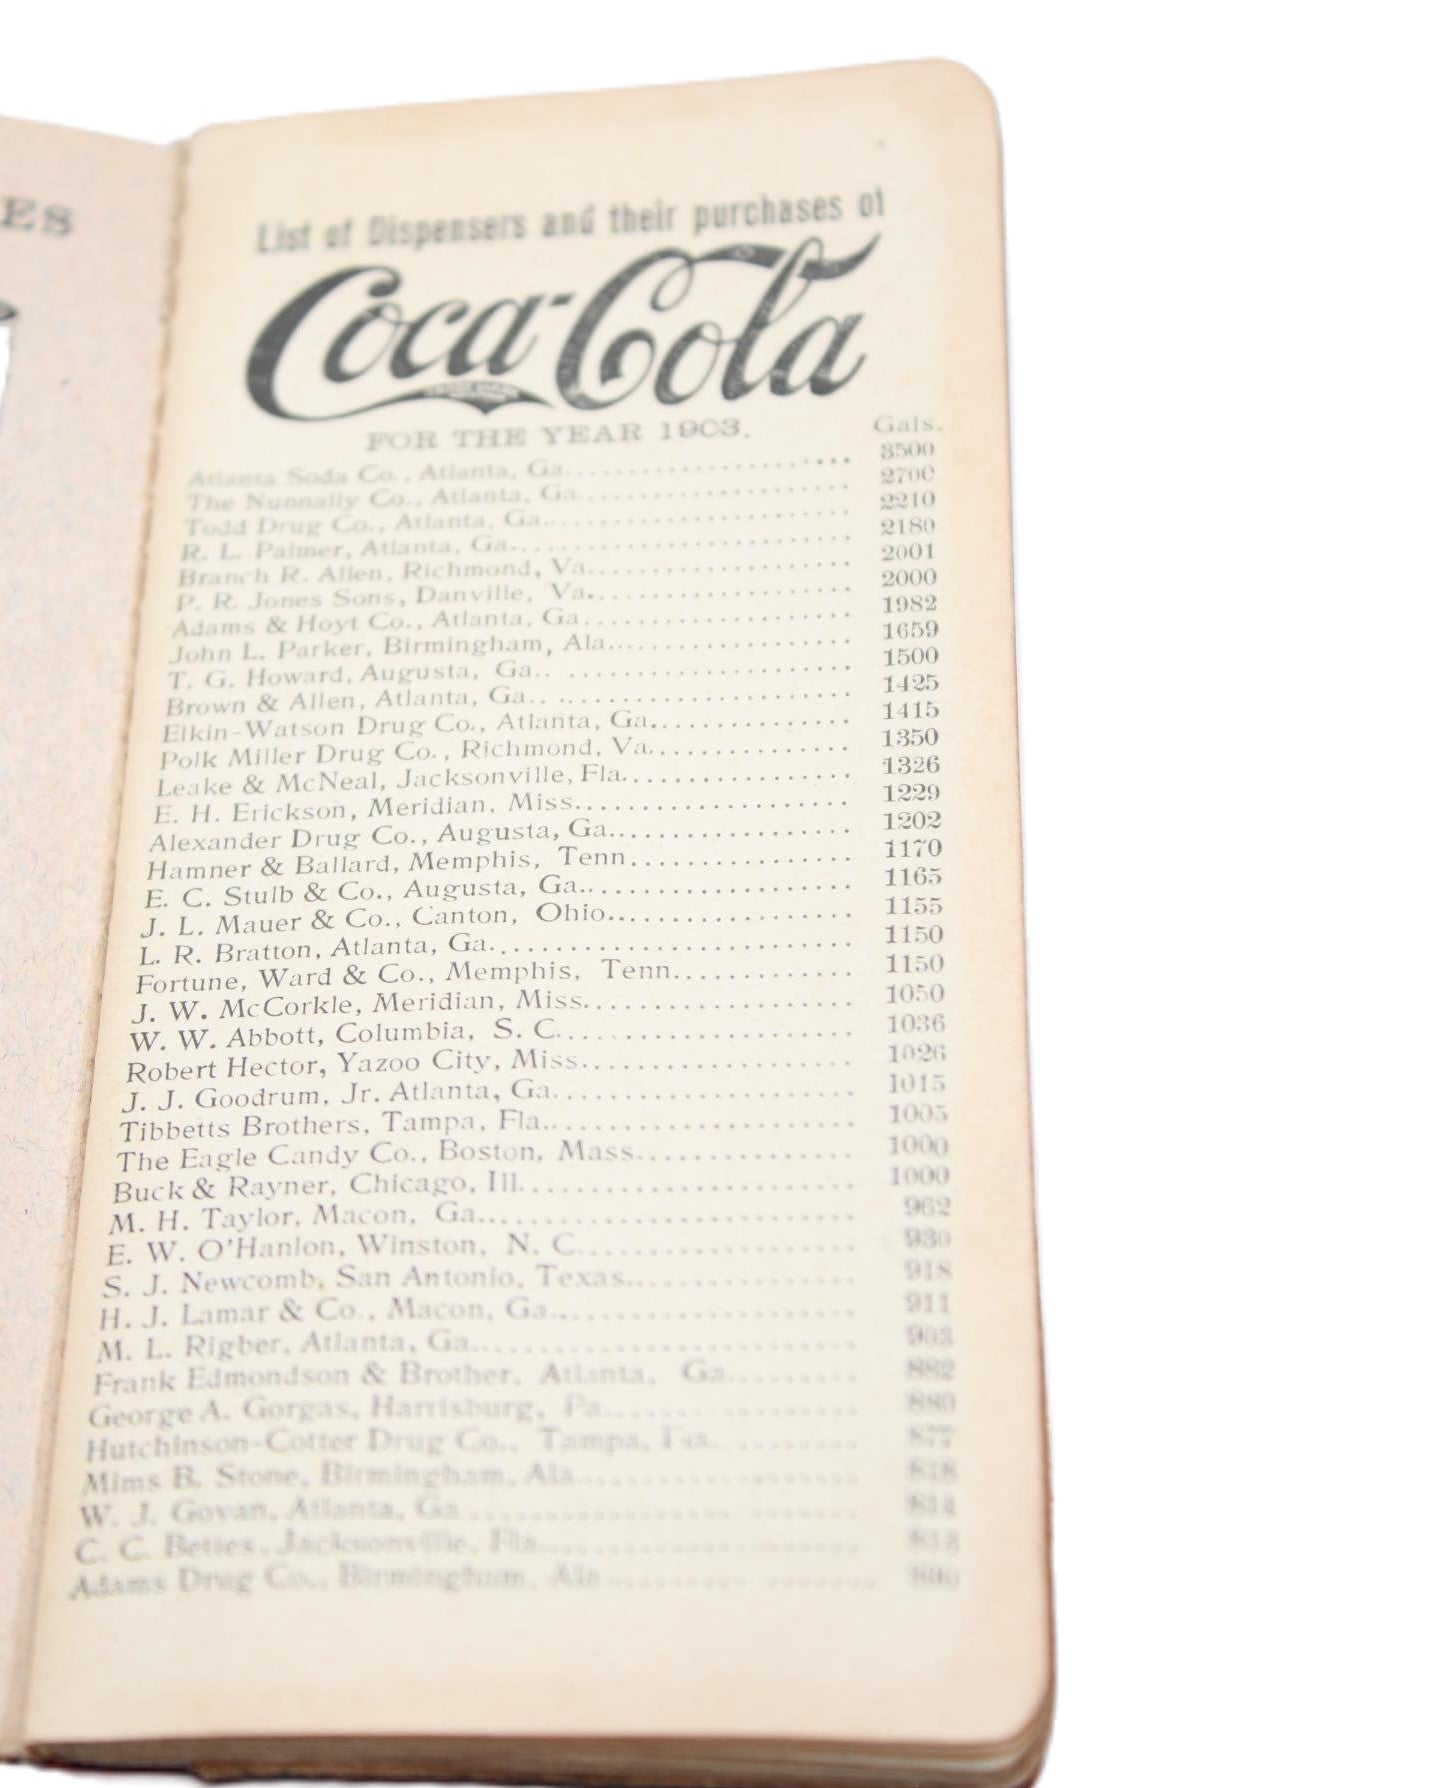 ES
List of Dispensers and their purchases of
Coca-Cola
FOR THE YEAR 1903. Gals.
Atlanta Soda Co., Atlanta, Ga. 3500
The Nunnally Co., Atlanta, Ga. 2700
Todd Drug Co., Atlanta, Ga. 2210
R. L. Palmer, Atlanta, Ga. 2180
Branch R. Allen, Richmond, Va. 2001
P. R. Jones Sons, Danville, Va. 2000
Adams & Hoyt Co., Atlanta, Ga. 1982
John L. Parker, Birmingham, Ala. 1659
T. G. Howard, Augusta, Ga. 1500
Brown & Allen, Atlanta, Ga. 1425
Elkin-Watson Drug Co., Atlanta, Ga. 1415
Polk Miller Drug Co., Richmond, Va. 1350
Leake & McNeal, Jacksonville, Fla. 1326
E. H. Erickson, Meridian, Miss. 1229
Alexander Drug Co., Augusta, Ga. 1202
Hamner & Ballard, Memphis, Tenn. 1170
E. C. Stulb & Co., Augusta, Ga. 1165
J. L. Mauer & Co., Canton, Ohio. 1155
L. R. Bratton, Atlanta, Ga. 1150
Fortune, Ward & Co., Memphis, Tenn. 1150
J. W. McCorkle, Meridian, Miss. 1050
W. W. Abbott, Columbia, S. C. 1036
Robert Hector, Yazoo City, Miss. 1026
J. J. Goodrum, Jr. Atlanta, Ga. 1015
Tibbetts Brothers, Tampa, Fla. 1005
The Eagle Candy Co., Boston, Mass. 1000
Buck & Rayner, Chicago, Ill. 1000
M. H. Taylor, Macon, Ga. 962
E. W. O'Hanlon, Winston, N. C. 930
S. J. Newcomb, San Antonio, Texas. 918
H. J. Lamar & Co., Macon, Ga. 911
M. L. Rigber, Atlanta, Ga. 903
Frank Edmondson & Brother, Atlanta, Ga. 882
George A. Gorgas, Harrisburg, Pa. 880
Hutchinson-Cotter Drug Co., Tampa, Fla. 877
Mims B. Stone, Birmingham, Ala. 818
W. J. Govan, Atlanta, Ga 814
C. C. Bettes, Jacksonville, Fla.
Adams Drug Co., Birmingham, Ala. 800